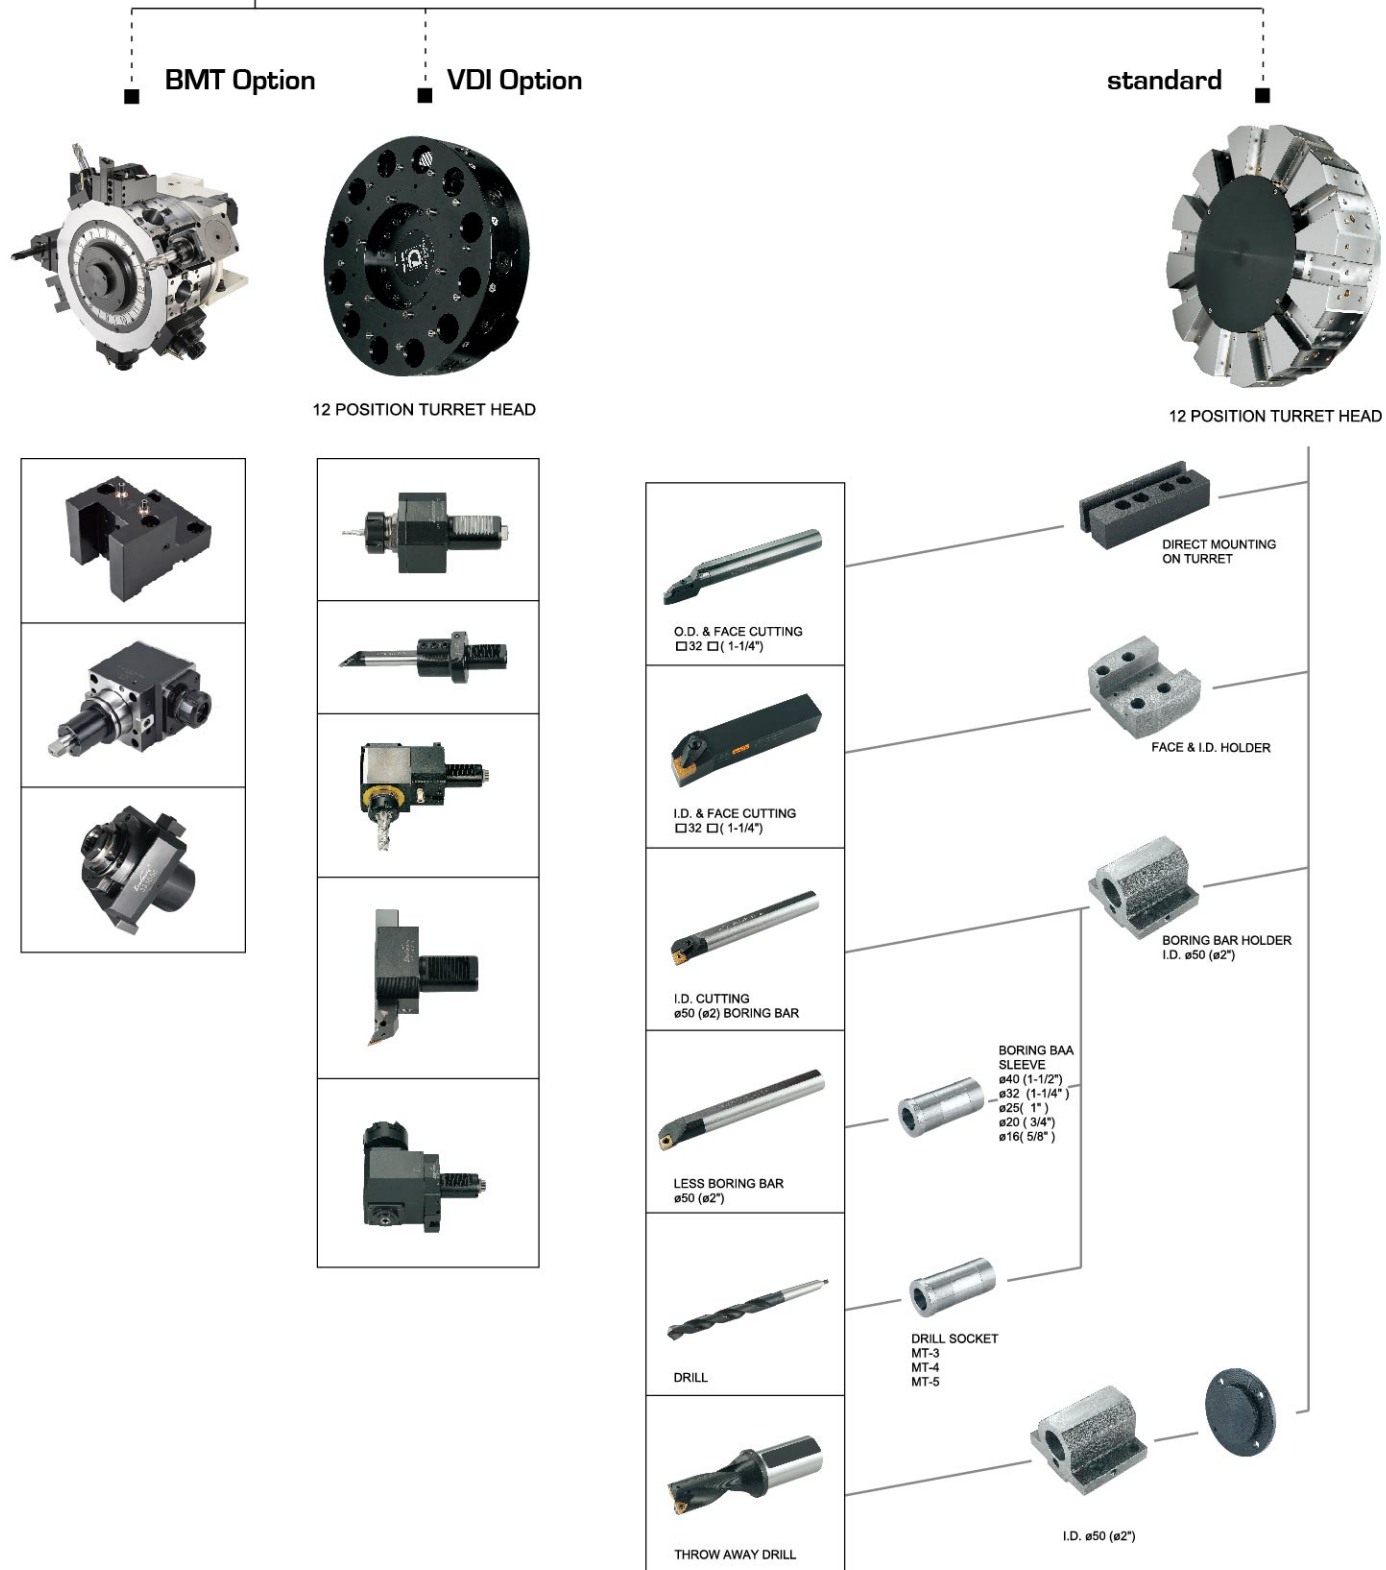 BMT Option
VDI Option
standard
12 POSITION TURRET HEAD
12 POSITION TURRET HEAD
DIRECT MOUNTING
ON TURRET
O.D. & FACE CUTTING
□32 □( 1-1/4")
FACE & I.D. HOLDER
I.D. & FACE CUTTING
□32 □( 1-1/4")
BORING BAR HOLDER
I.D. ø50 (ø2")
I.D. CUTTING
ø50 (ø2) BORING BAR
BORING BAA
SLEEVE
ø40 (1-1/2")
ø32 (1-1/4" )
ø25( 1" )
ø20 ( 3/4")
ø16( 5/8" )
LESS BORING BAR
ø50 (ø2")
DRILL SOCKET
MT-3
MT-4
MT-5
DRILL
I.D. ø50 (ø2")
THROW AWAY DRILL